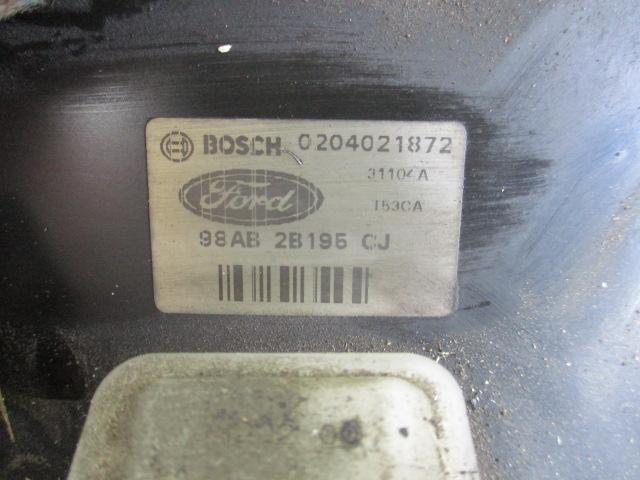 BOSCH 0204021872
31104A
Ford
T53CA
98AB 2B195 CJ